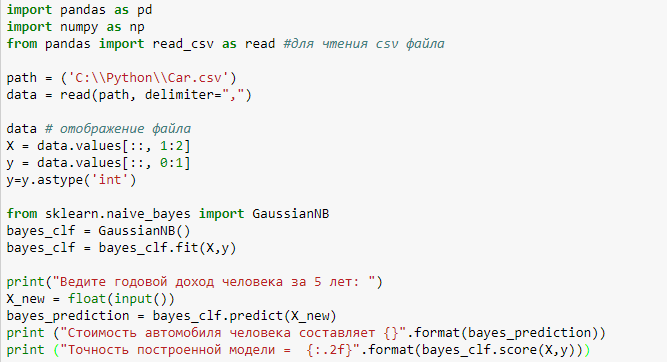 import pandas as pd
import numpy as np
from pandas import read_csv as read #для чтения csv файла
path = ('C:\\Python\\Car.csv')
data = read(path, delimiter=",")
data # отображение файла
X = data.values[::, 1:2]
y = data.values[::, 0:1]
y=y.astype('int')
from sklearn.naive_bayes import GaussianNB
bayes_clf = GaussianNB()
bayes_clf = bayes_clf.fit(X,y)
print("Ведите годовой доход человека за 5 лет: ")
X_new = float(input())
bayes_prediction = bayes_clf.predict(X_new)
print ("Стоимость автомобиля человека составляет {}".format(bayes_prediction))
print ("Точность построенной модели =  {:.2f}".format(bayes_clf.score(X,y)))